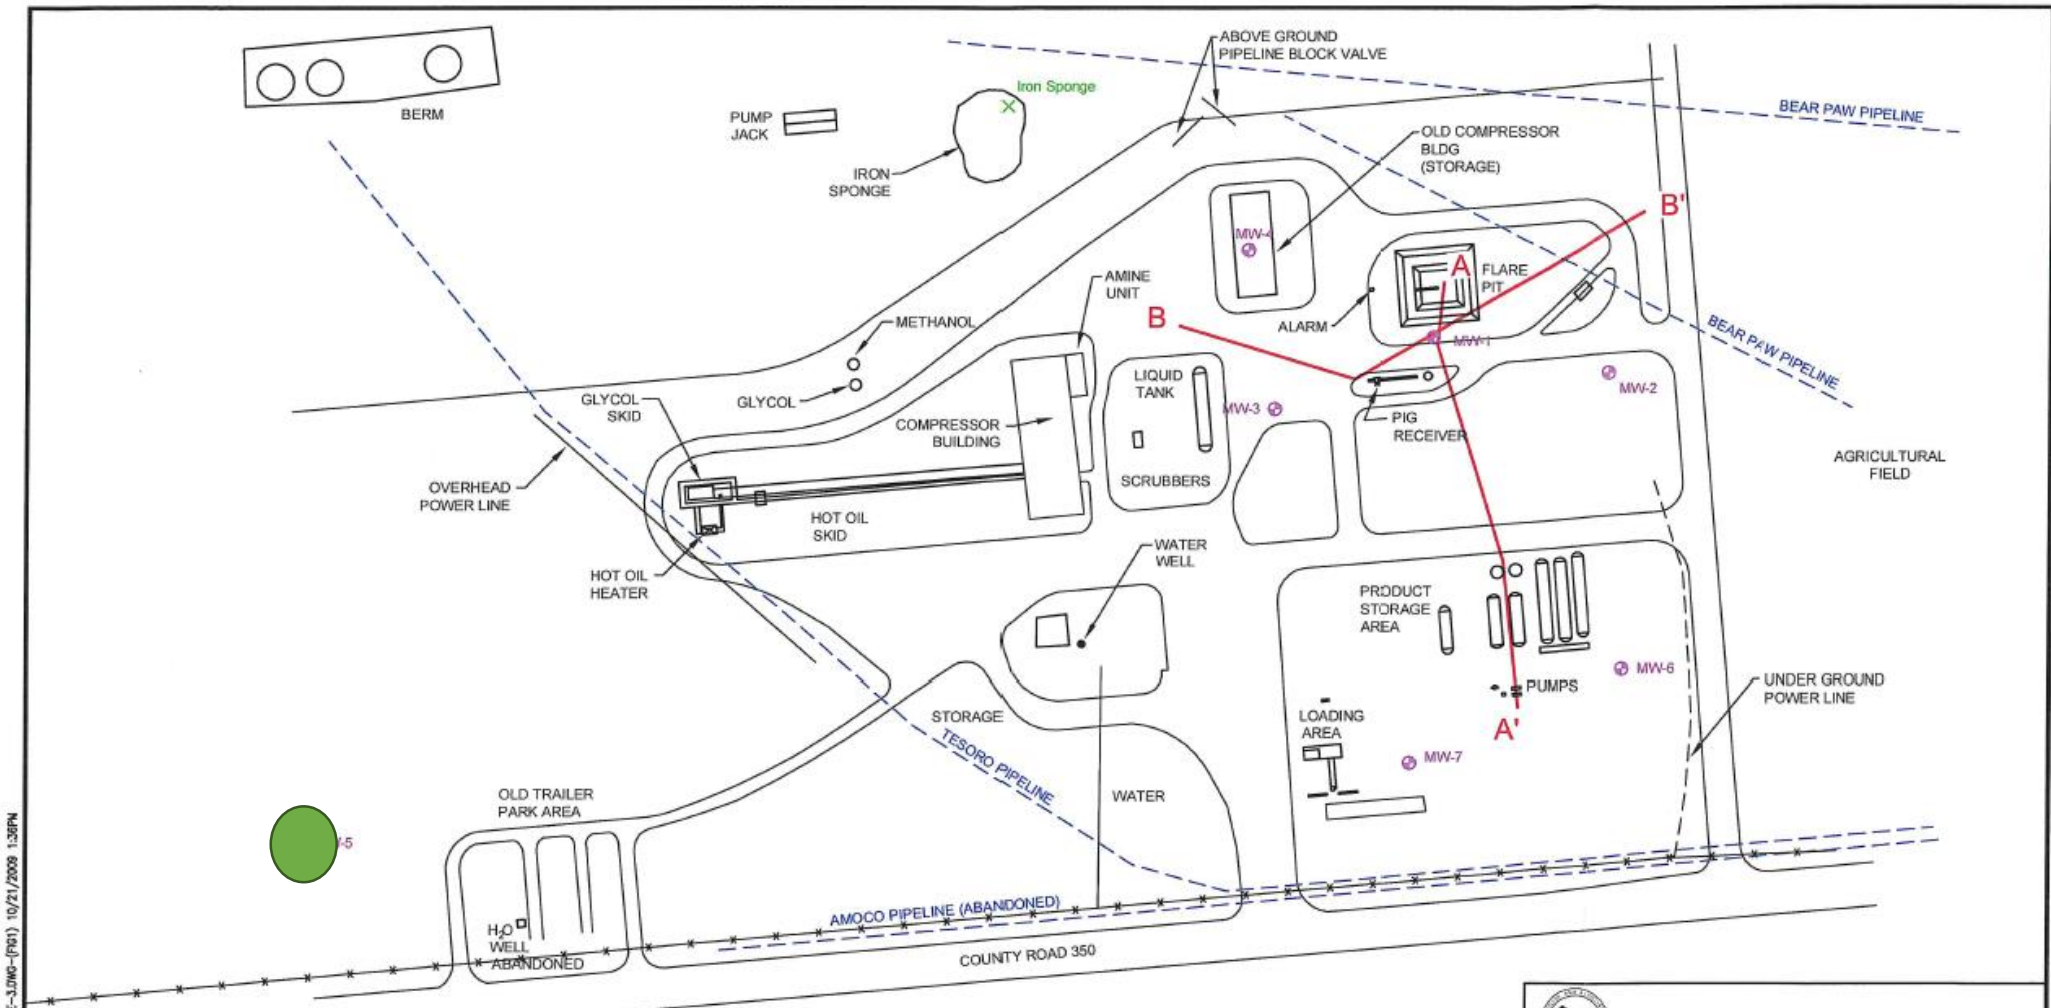 ABOVE GROUND
PIPELINE BLOCK VALVE
Iron Sponge
BERM
PUMP
JACK
BEAR PAW PIPELINE
OLD COMPRESSOR
BLDG
(STORAGE)
IRON
SPONGE
B'
MW-4
A
FLARE
PIT
AMINE
UNIT
B
ALARM
METHANOL
MW-1
BEAR PAW PIPELINE
LIQUID
TANK
MW-2
GLYCOL
SKID
GLYCOL
MW-3
PIG
RECEIVER
COMPRESSOR
BUILDING
AGRICULTURAL
FIELD
OVERHEAD
POWER LINE
SCRUBBERS
HOT OIL
SKID
WATER
WELL
HOT OIL
HEATER
PRODUCT
STORAGE
AREA
MW-6
PUMPS
UNDER GROUND
POWER LINE
STORAGE
LOADING
AREA
A'
TESORO PIPELINE
MW-7
OLD TRAILER
PARK AREA
WATER
-5
AMOCO PIPELINE (ABANDONED)
H₂O
WELL
ABANDONED
COUNTY ROAD 350
10/21/2009 1:36PM